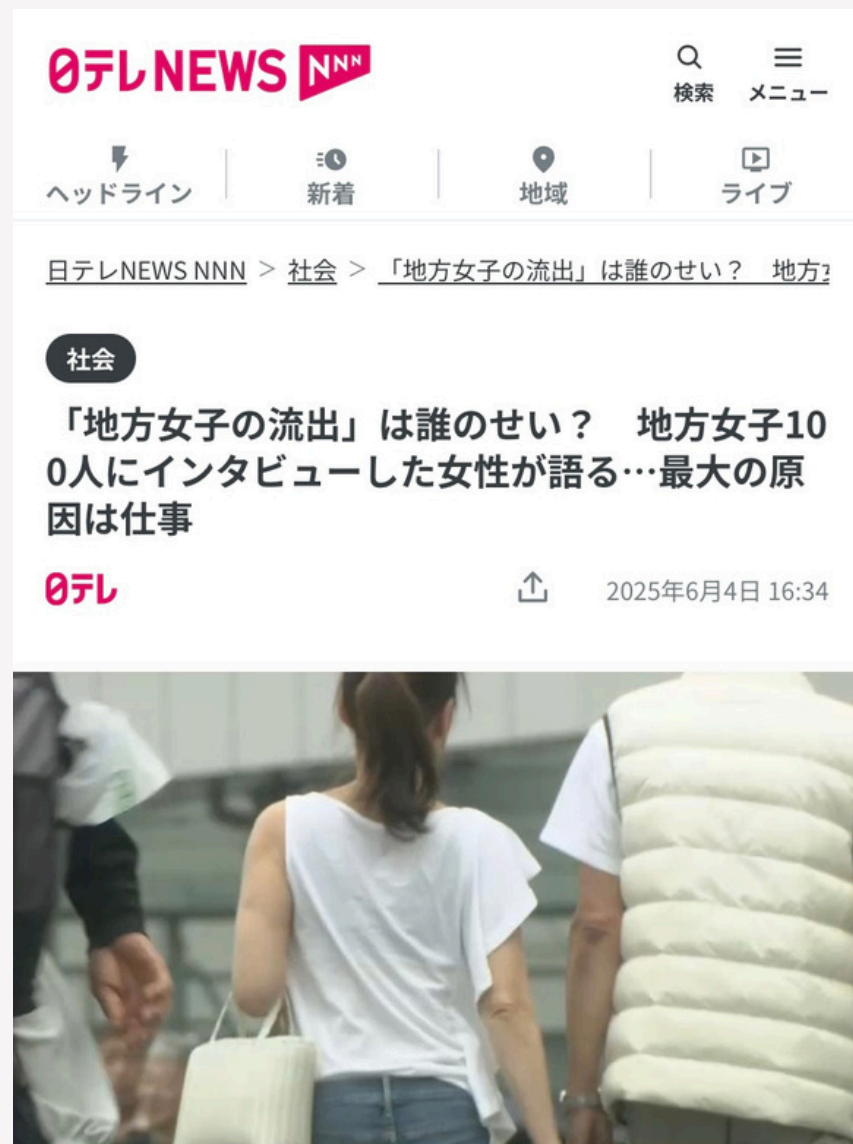 日テレNEWS NNN
検索
メニュー
ヘッドライン
新着
地域
ライブ
日テレNEWS NNN > 社会 > 「地方女子の流出」は誰のせい？　地方
社会
「地方女子の流出」は誰のせい？　地方女子10
0人にインタビューした女性が語る…最大の原
因は仕事
日テレ
2025年6月4日 16:34